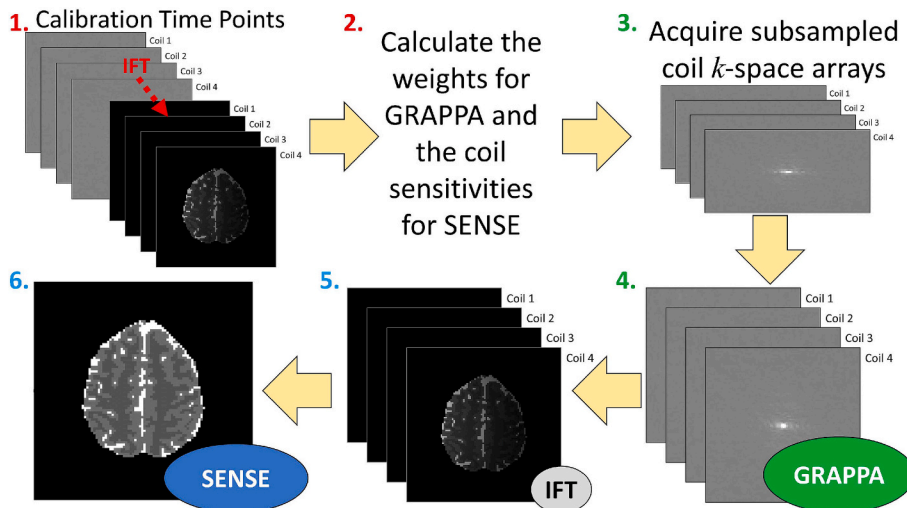 1. Calibration Time Points
Coil 1
Coil 2
Coil 3
Coil 4
IFT
Coil 1
Coil 2
Coil 3
Coil 4
2.
Calculate the
weights for
GRAPPA and
the coil
sensitivities
for SENSE
3. Acquire subsampled
coil k-space arrays
Coil 1
Coil 2
Coil 3
Coil 4
4.
Coil 1
Coil 2
Coil 3
Coil 4
GRAPPA
5.
Coil 1
Coil 2
Coil 3
Coil 4
IFT
6.
SENSE